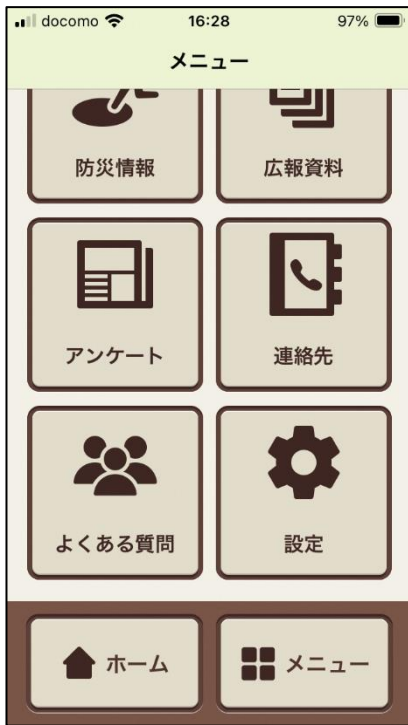 docomo 16:28 97%
メニュー
防災情報 広報資料
アンケート 連絡先
よくある質問 設定
ホーム メニュー